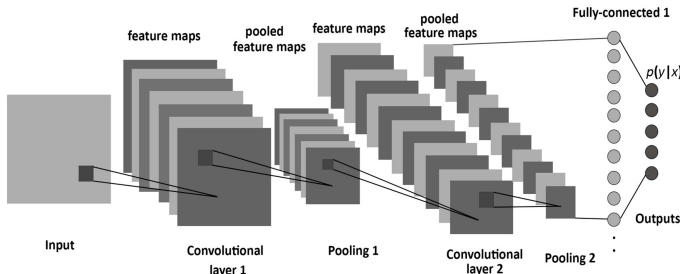 Fully-connected 1
pooled
feature maps
feature maps
pooled
feature maps
feature maps
p(y|x)
Input
Convolutional
layer 1
Pooling 1
Convolutional
layer 2
Pooling 2
Outputs